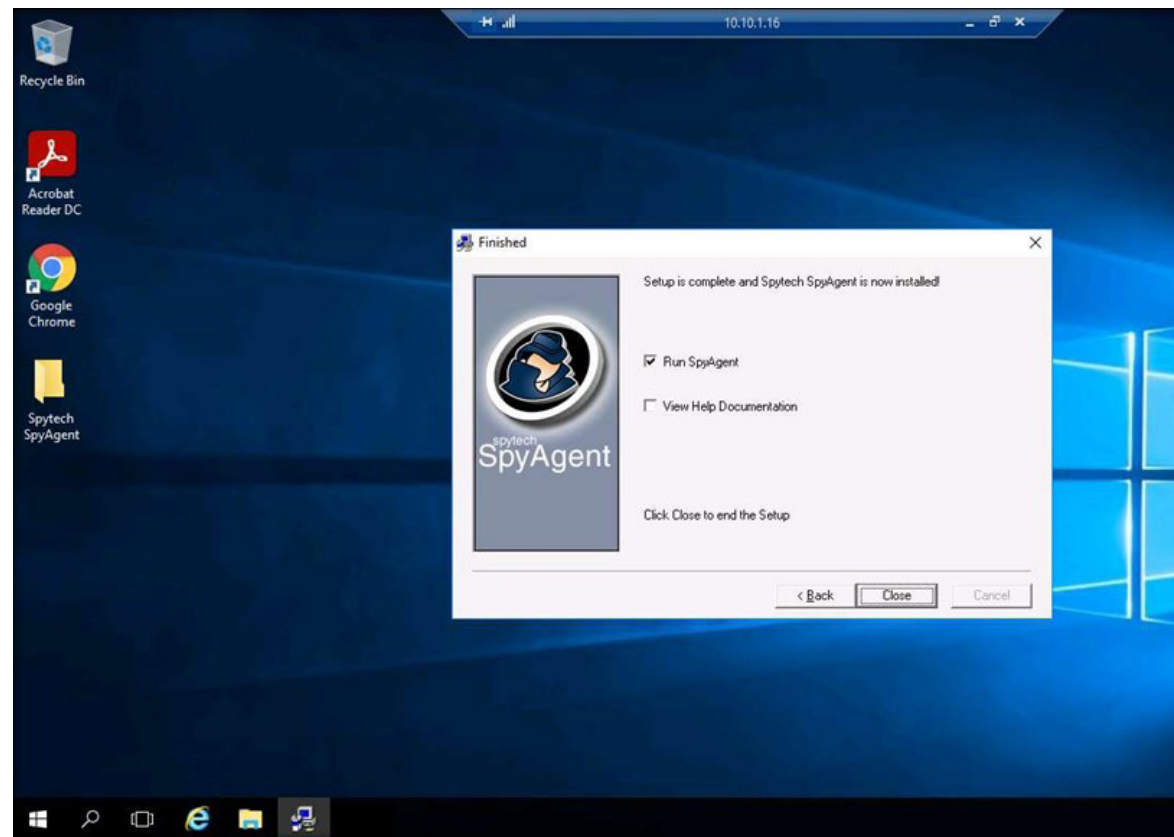 10.10.1.16
Recycle Bin
Acrobat
Reader DC
Google
Chrome
Spytech
SpyAgent
Finished
Setup is complete and Spytech SpyAgent is now installed!
Run SpyAgent
View Help Documentation
spytech
SpyAgent
Click Close to end the Setup
< Back
Close
Cancel